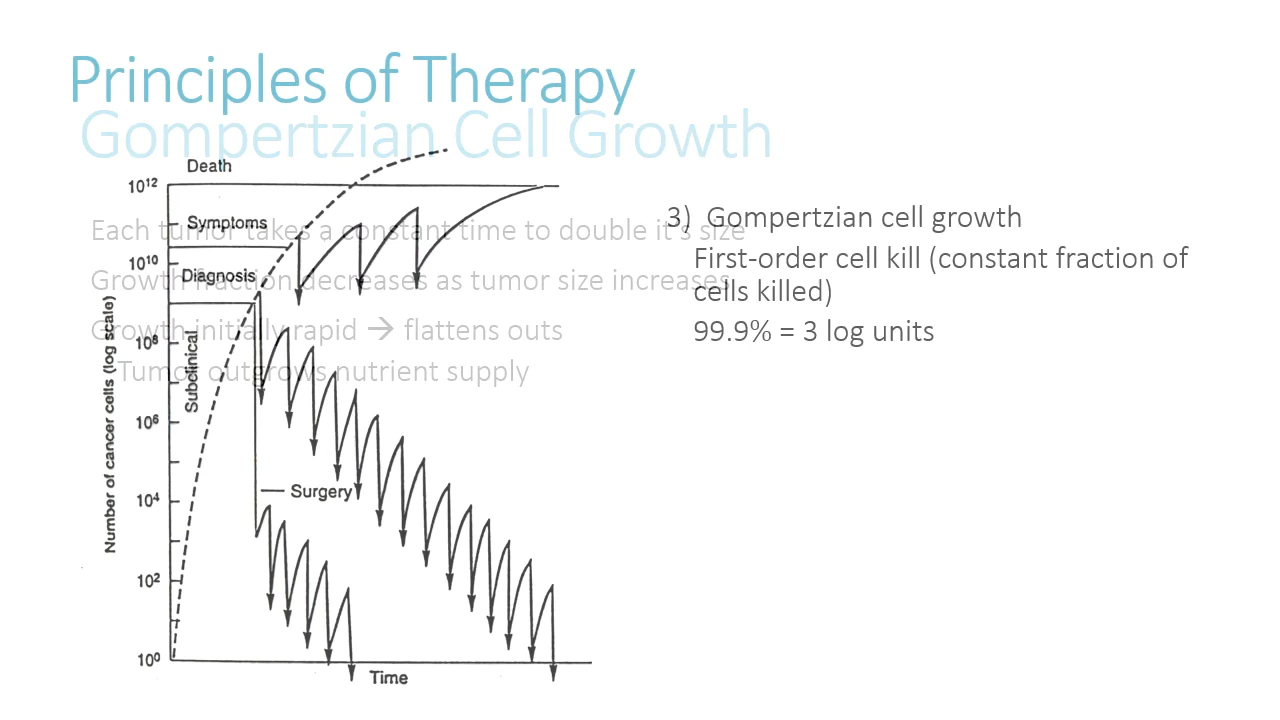 Principles of Therapy
Gompertzian Cell Growth
Each tumor takes a constant time to double it's size
Growth fraction decreases as tumor size increases
Growth initially rapid → flattens outs
Tumor outgrows nutrient supply
3) Gompertzian cell growth
First-order cell kill (constant fraction of
cells killed)
99.9% = 3 log units
Death
10¹²
Symptoms
10¹⁰
Diagnosis
10⁸
Subclinical
10⁶
Surgery
10⁴
10²
10⁰
Number of cancer cells (log scale)
Time